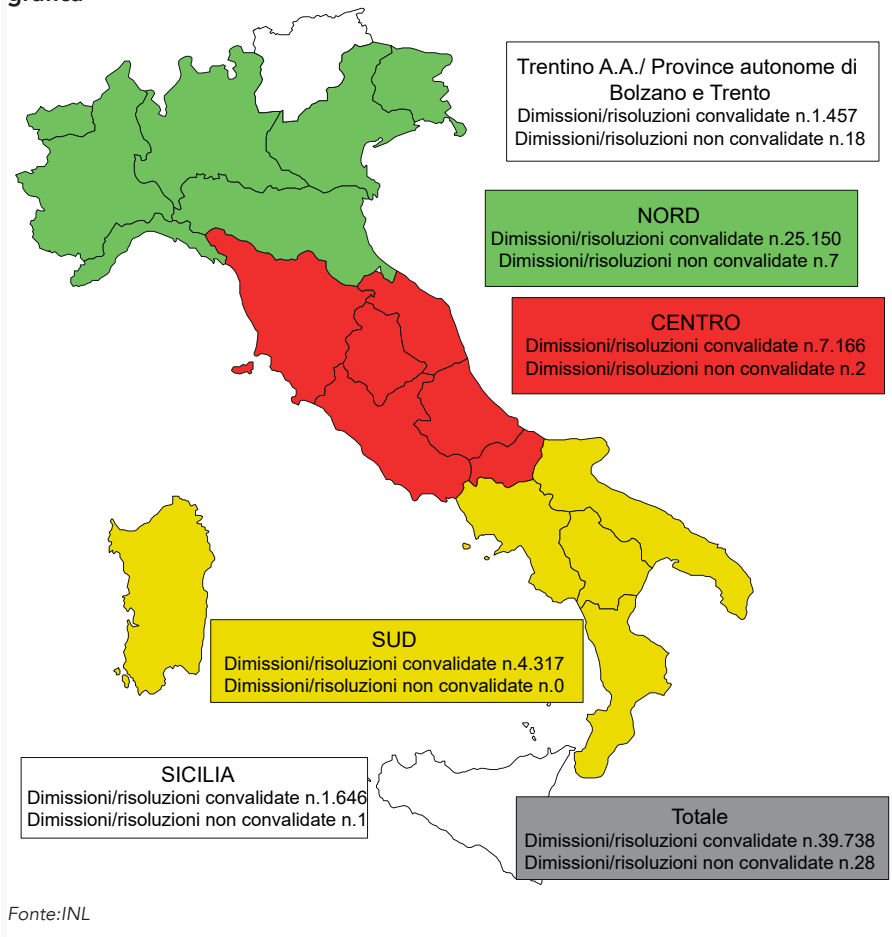 grafica
Trentino A.A./ Province autonome di
Bolzano e Trento
Dimissioni/risoluzioni convalidate n.1.457
Dimissioni/risoluzioni non convalidate n.18
NORD
Dimissioni/risoluzioni convalidate n.25.150
Dimissioni/risoluzioni non convalidate n.7
CENTRO
Dimissioni/risoluzioni convalidate n.7.166
Dimissioni/risoluzioni non convalidate n.2
SUD
Dimissioni/risoluzioni convalidate n.4.317
Dimissioni/risoluzioni non convalidate n.0
SICILIA
Dimissioni/risoluzioni convalidate n.1.646
Dimissioni/risoluzioni non convalidate n.1
Totale
Dimissioni/risoluzioni convalidate n.39.738
Dimissioni/risoluzioni non convalidate n.28
Fonte:INL